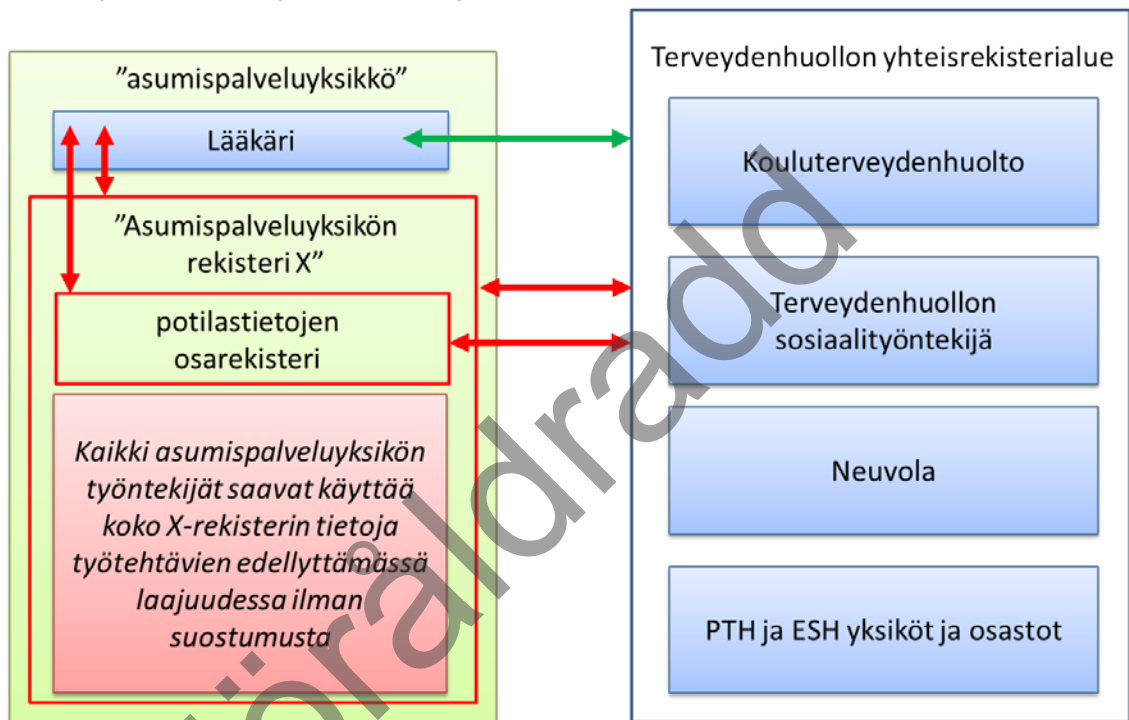 ”asumispalveluyksikkö”
Lääkäri
”Asumispalveluyksikön
rekisteri X”
potilastietojen
osarekisteri
Kaikki asumispalveluyksikön
työntekijät saavat käyttää
koko X-rekisterin tietoja
työtehtävien edellyttämässä
laajuudessa ilman
suostumusta
Terveydenhuollon yhteisrekisterialue
Kouluterveydenhuolto
Terveydenhuollon
sosiaalityöntekijä
Neuvola
PTH ja ESH yksiköt ja osastot